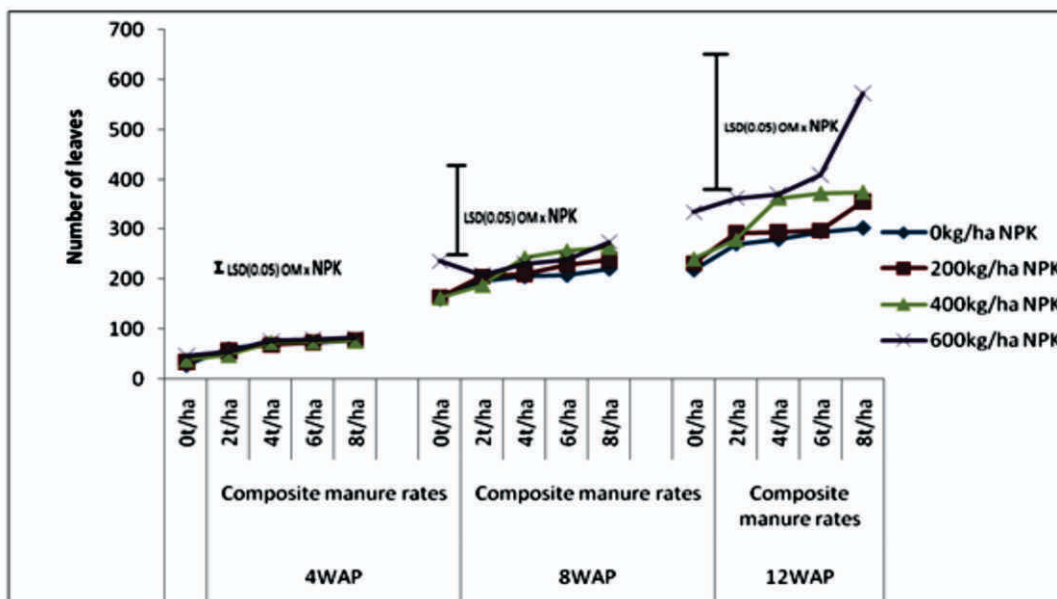 700
600
500
400
300
200
100
0
Number of leaves
LSD(0.05) OM x NPK
LSD(0.05) OM x NPK
LSD(0.05) OM x NPK
0kg/ha NPK
200kg/ha NPK
400kg/ha NPK
600kg/ha NPK
0t/ha 2t/ha 4t/ha 6t/ha 8t/ha 0t/ha 2t/ha 4t/ha 6t/ha 8t/ha 0t/ha 2t/ha 4t/ha 6t/ha 8t/ha
Composite manure rates Composite manure rates Composite
manure rates
4WAP 8WAP 12WAP